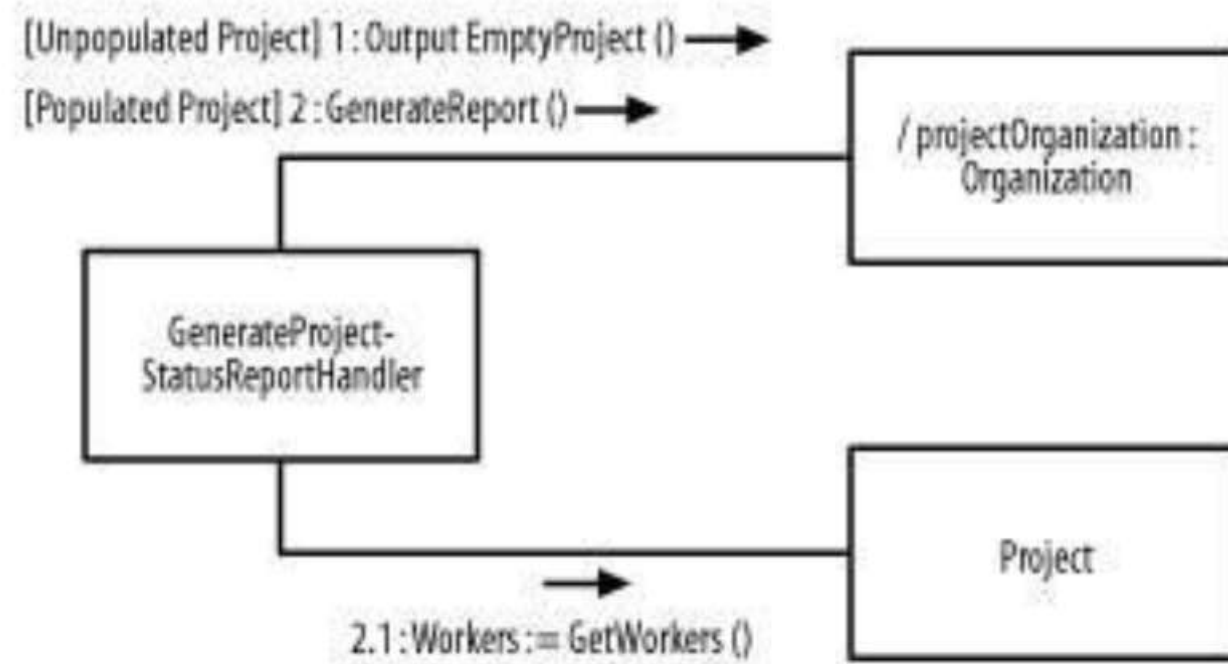 [Unpopulated Project] 1 : Output EmptyProject ()
[Populated Project] 2 : GenerateReport ()
/ projectOrganization :
Organization
GenerateProject-
StatusReportHandler
Project
2.1 : Workers := GetWorkers ()